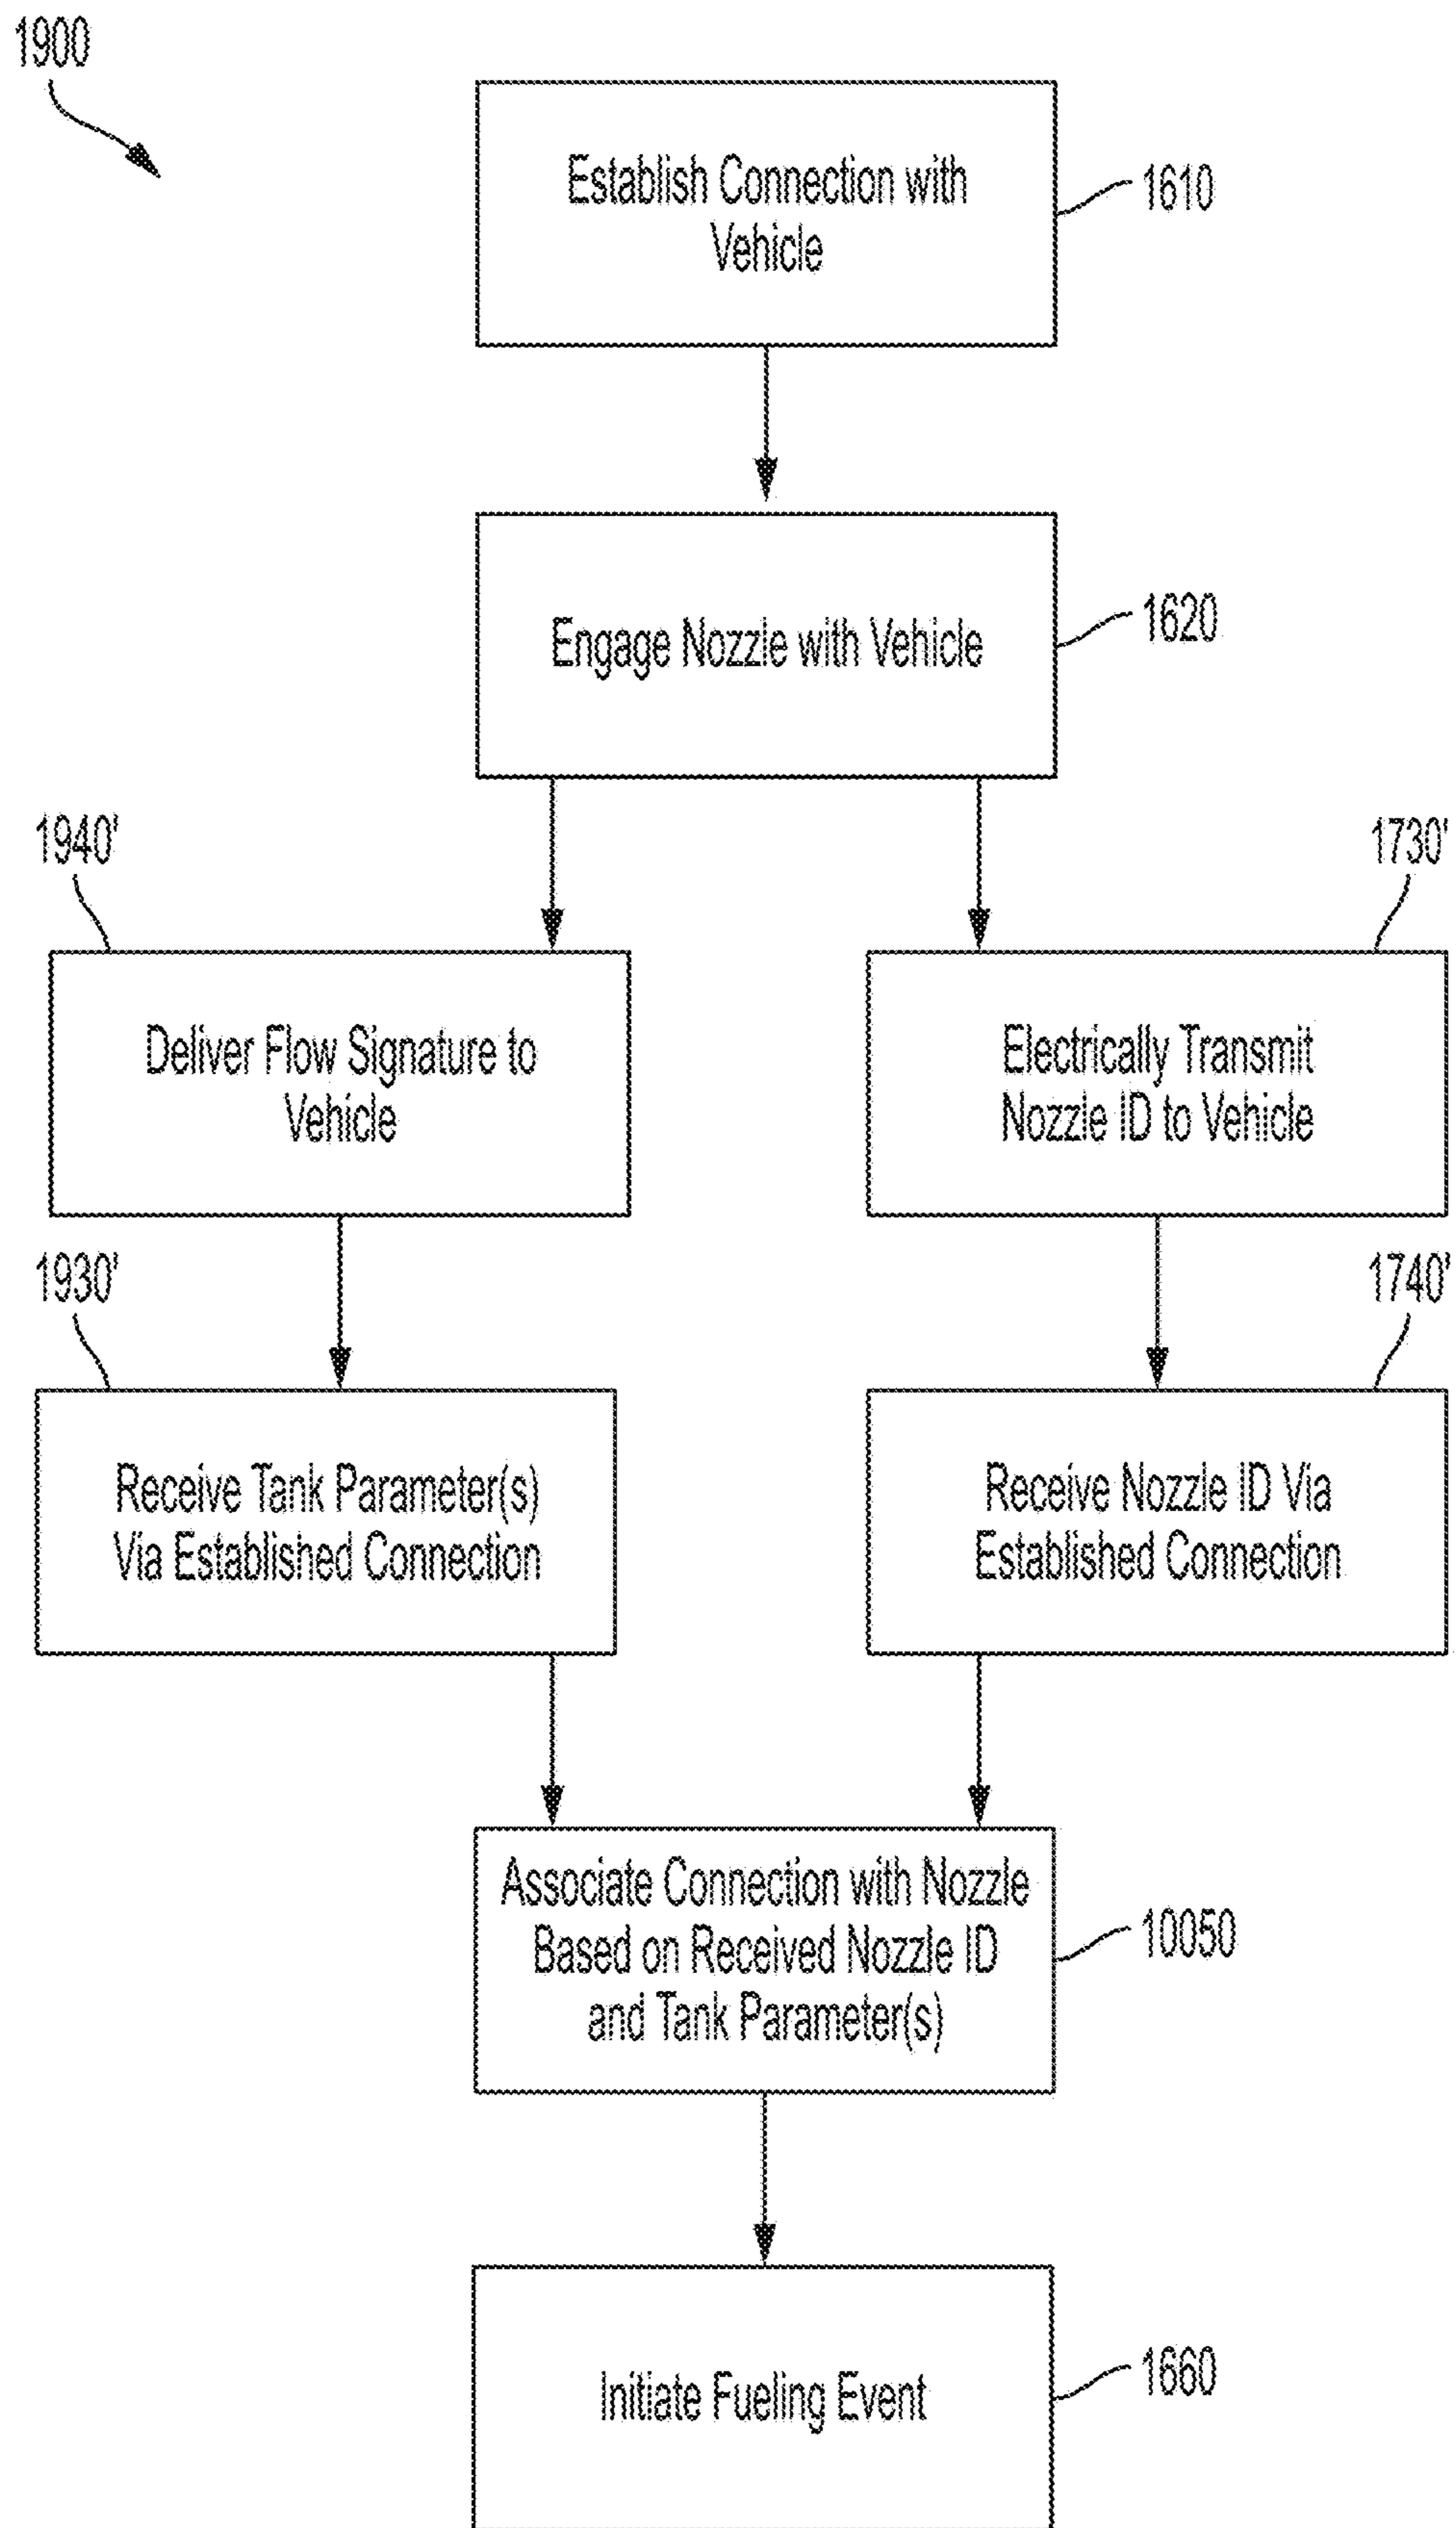 1900
Establish Connection with
Vehicle
1610
Engage Nozzle with Vehicle
1620
1940'
1730'
Deliver Flow Signature to
Vehicle
Electrically Transmit
Nozzle ID to Vehicle
1930'
1740'
Receive Tank Parameter(s)
Via Established Connection
Receive Nozzle ID Via
Established Connection
Associate Connection with Nozzle
Based on Received Nozzle ID
and Tank Parameter(s)
10050
Initiate Fueling Event
1660